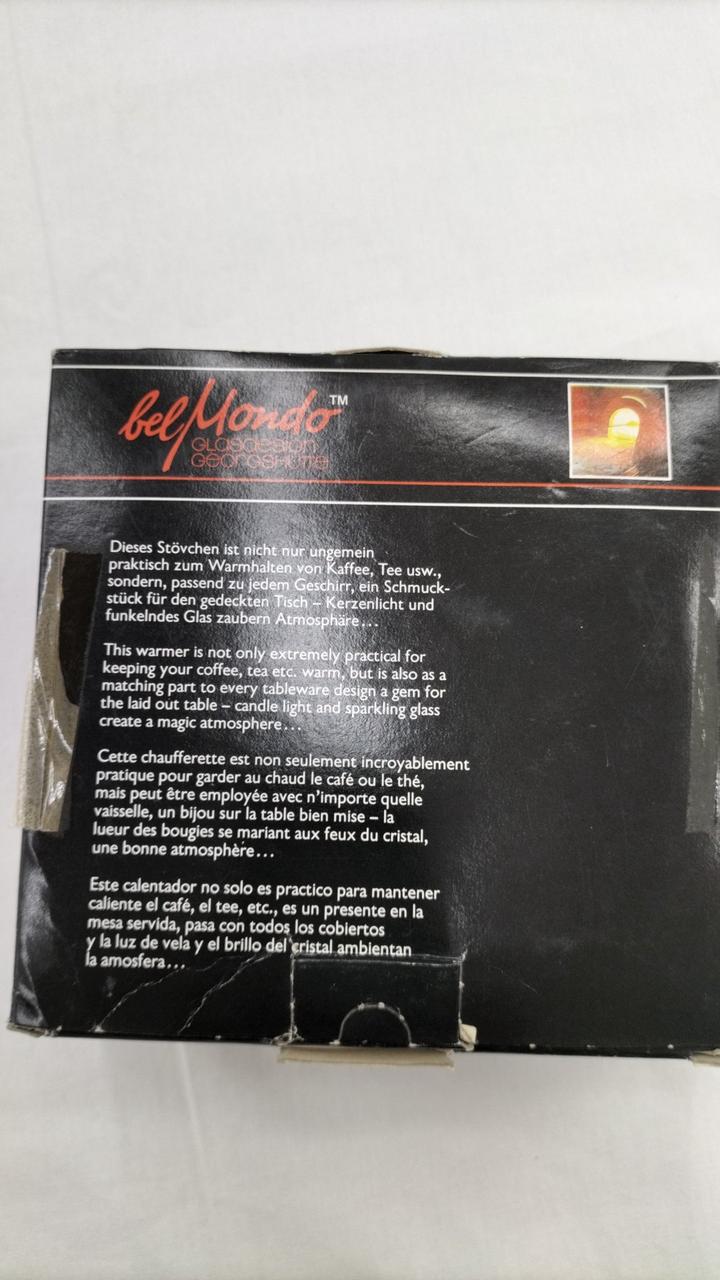 bel Mondo™
GLASDESIGN
GEORGSHÜTTE
Dieses Stövchen ist nicht nur ungemein
praktisch zum Warmhalten von Kaffee, Tee usw.,
sondern, passend zu jedem Geschirr, ein Schmuck-
stück für den gedeckten Tisch – Kerzenlicht und
funkelndes Glas zaubern Atmosphäre...
This warmer is not only extremely practical for
keeping your coffee, tea etc. warm, but is also as a
matching part to every tableware design a gem for
the laid out table – candle light and sparkling glass
create a magic atmosphere...
Cette chaufferette est non seulement incroyablement
pratique pour garder au chaud le café ou le thé,
mais peut être employée avec n'importe quelle
vaisselle, un bijou sur la table bien mise – la
lueur des bougies se mariant aux feux du cristal,
une bonne atmosphère...
Este calentador no solo es practico para mantener
caliente el café, el tee, etc., es un presente en la
mesa servida, pasa con todos los cobiertos
y la luz de vela y el brillo del cristal ambientan
la amosfera...